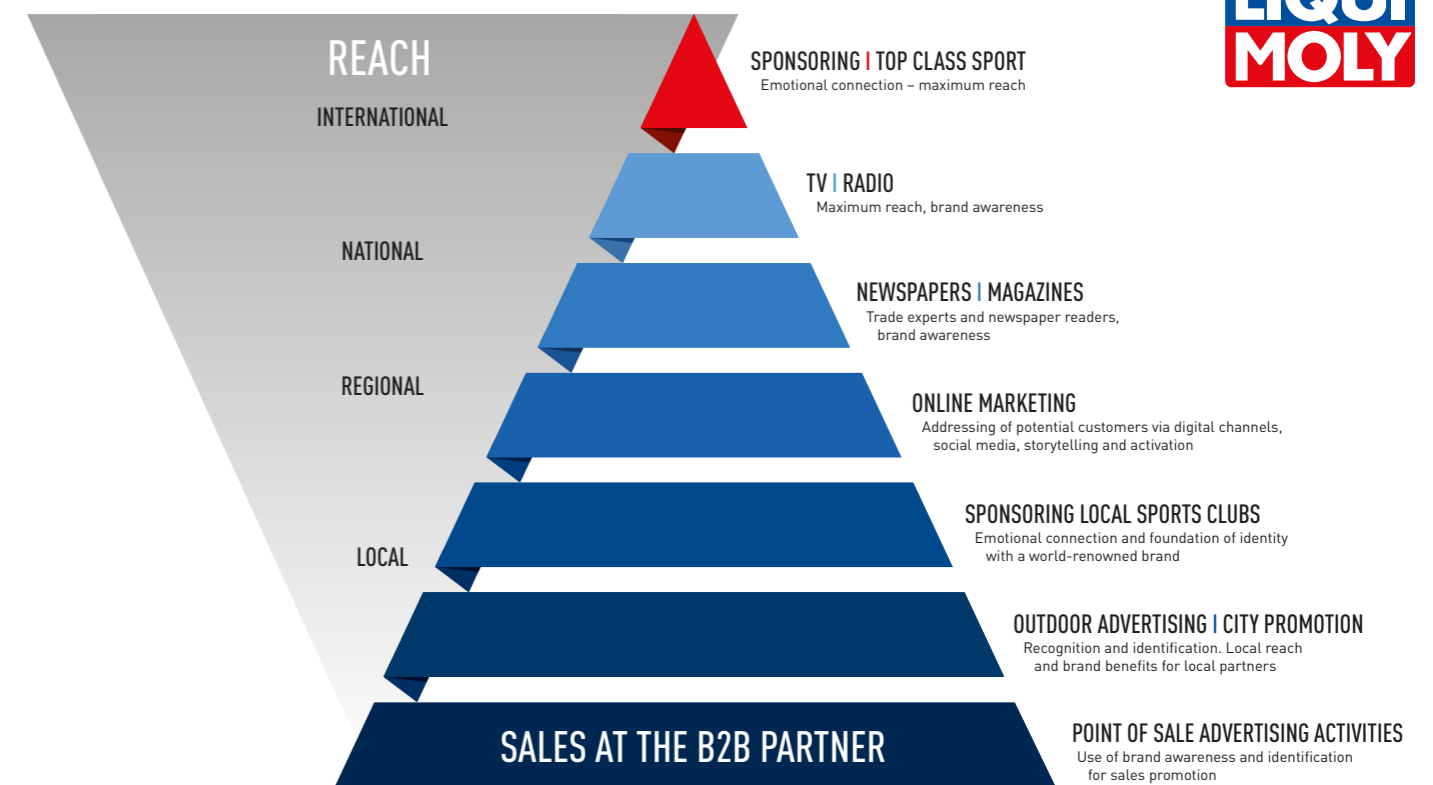 REACH
INTERNATIONAL
NATIONAL
REGIONAL
LOCAL
LIQUI
MOLY
SPONSORING | TOP CLASS SPORT
Emotional connection – maximum reach
TV | RADIO
Maximum reach, brand awareness
NEWSPAPERS | MAGAZINES
Trade experts and newspaper readers,
brand awareness
ONLINE MARKETING
Addressing of potential customers via digital channels,
social media, storytelling and activation
SPONSORING LOCAL SPORTS CLUBS
Emotional connection and foundation of identity
with a world-renowned brand
OUTDOOR ADVERTISING | CITY PROMOTION
Recognition and identification. Local reach
and brand benefits for local partners
SALES AT THE B2B PARTNER
POINT OF SALE ADVERTISING ACTIVITIES
Use of brand awareness and identification
for sales promotion